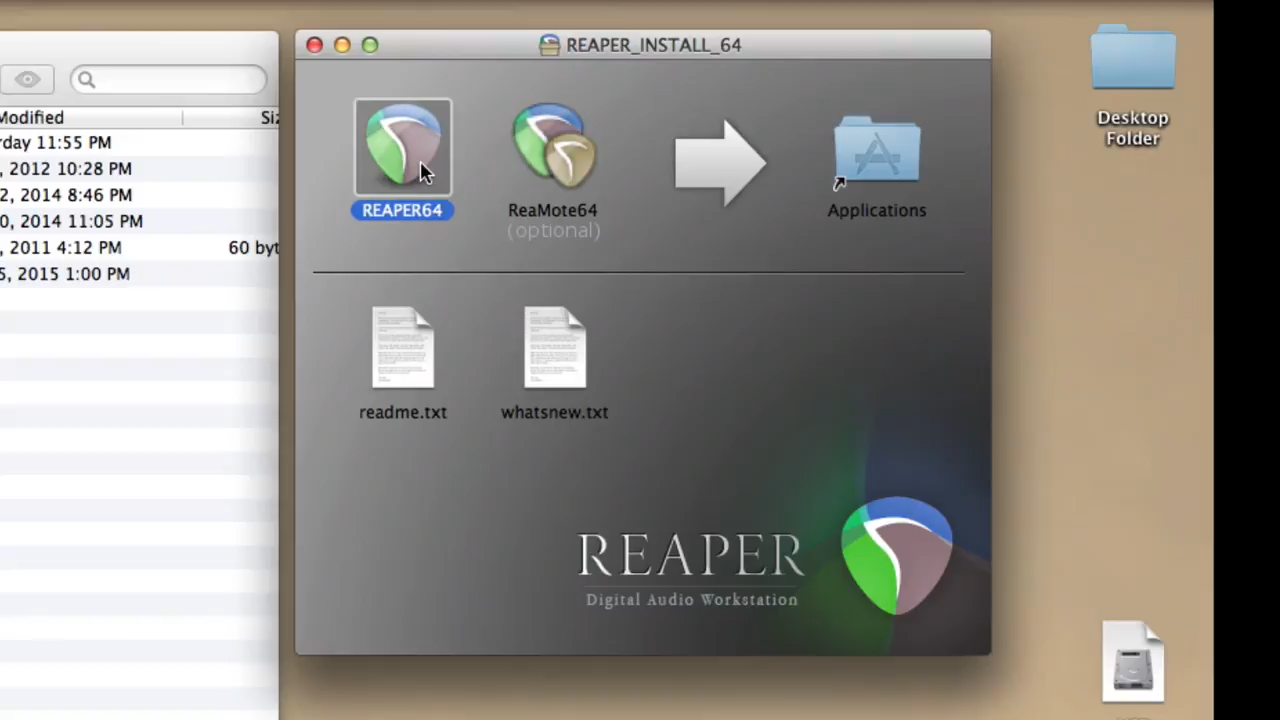 REAPER_INSTALL_64
Modified
Siz
rday 11:55 PM
, 2012 10:28 PM
2, 2014 8:46 PM
0, 2014 11:05 PM
, 2011 4:12 PM 60 byt
5, 2015 1:00 PM
REAPER64
ReaMote64
(optional)
Applications
readme.txt
whatsnew.txt
REAPER
Digital Audio Workstation
Desktop
Folder